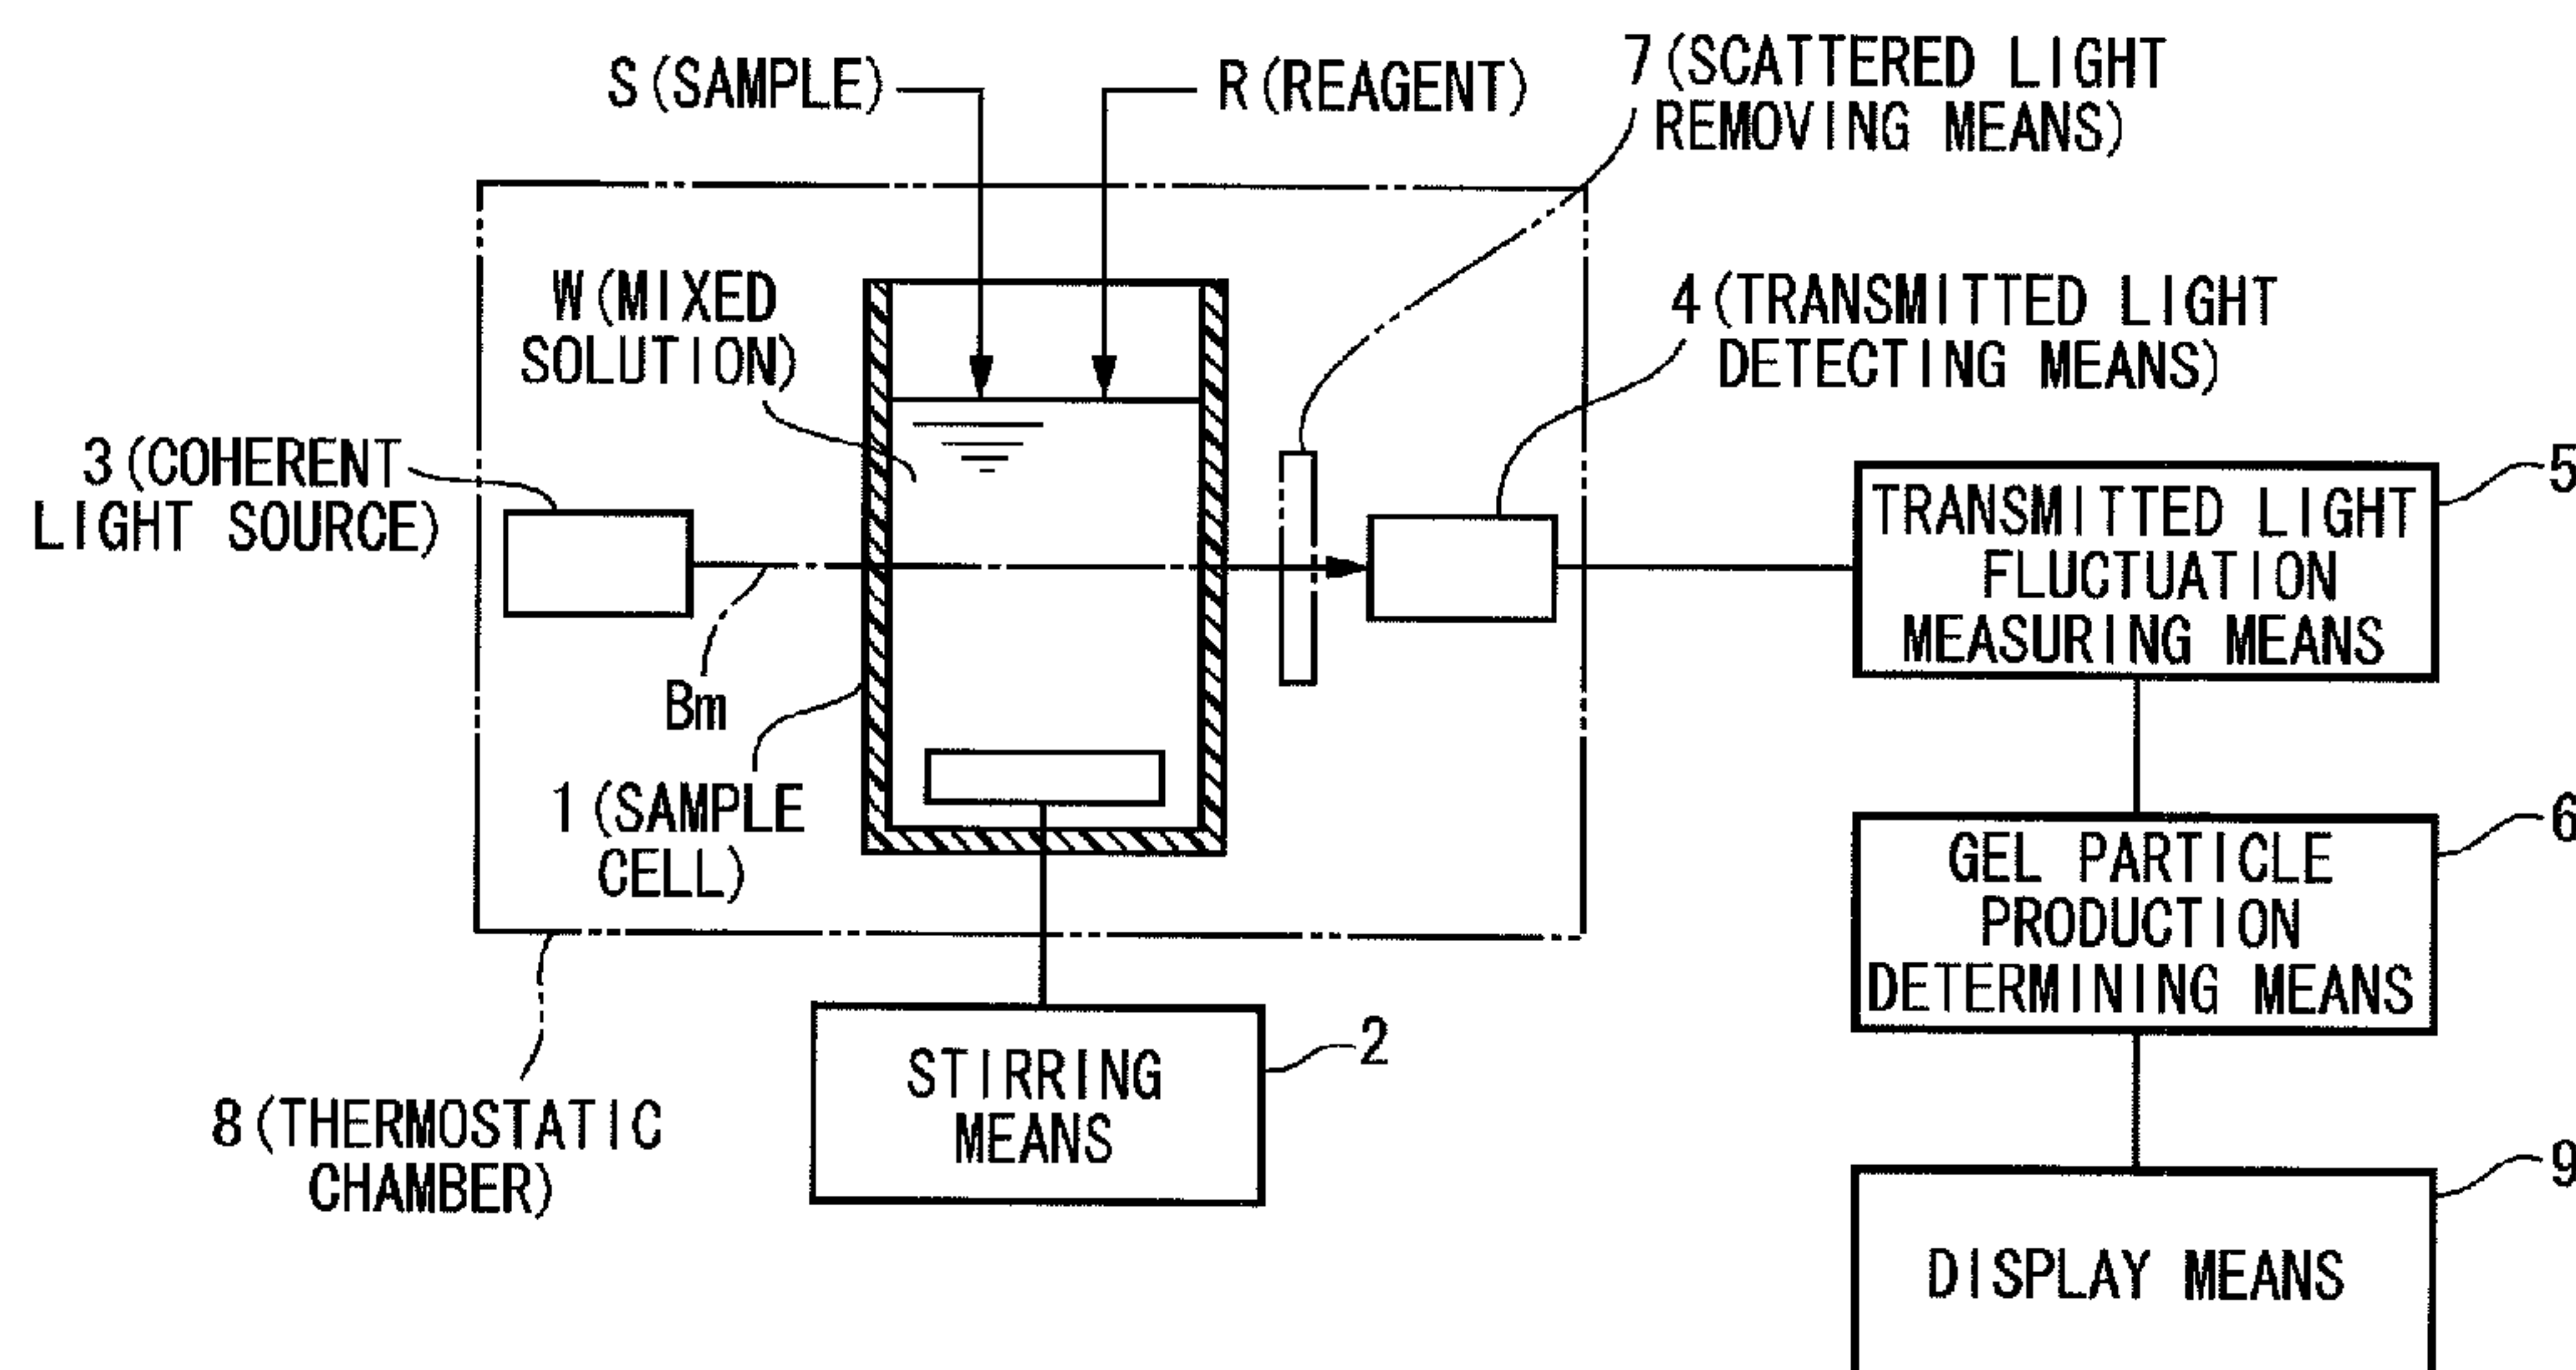 S(SAMPLE)
R(REAGENT)
7(SCATTERED LIGHT
REMOVING MEANS)
W(MIXED
SOLUTION)
4(TRANSMITTED LIGHT
DETECTING MEANS)
3(COHERENT
LIGHT SOURCE)
Bm
1(SAMPLE
CELL)
5
TRANSMITTED LIGHT
FLUCTUATION
MEASURING MEANS
6
GEL PARTICLE
PRODUCTION
DETERMINING MEANS
2
STIRRING
MEANS
8(THERMOSTATIC
CHAMBER)
9
DISPLAY MEANS